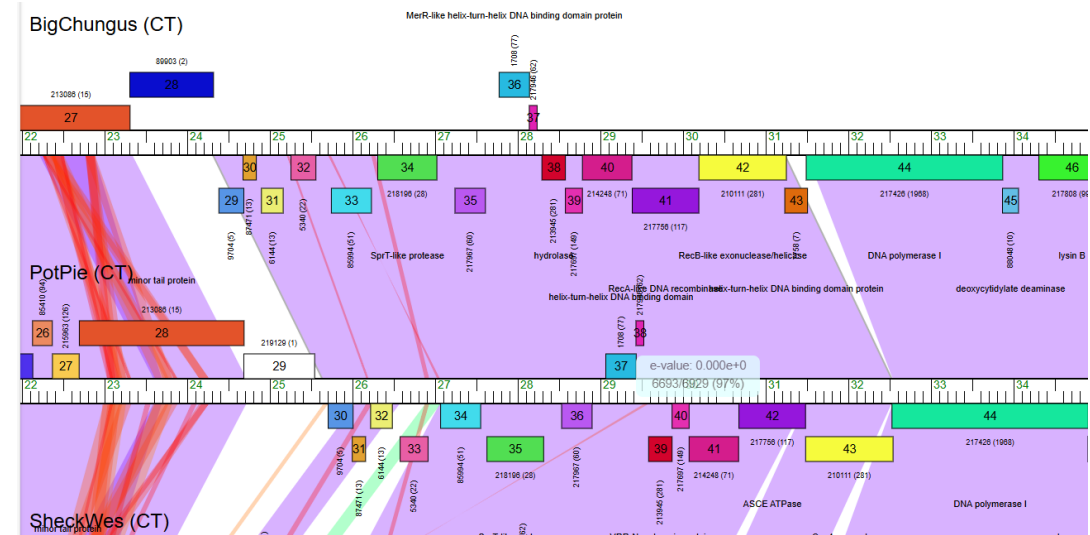 BigChungus (CT)
MerR-like helix-turn-helix DNA binding domain protein
1708 (77)
217946 (62)
89903 (2)
28
36
213086 (15)
27
37
22 23 24 25 26 27 28 29 30 31 32 33 34
30 32 34 38 40 42 44 46
218196 (28) 214248 (71) 210111 (281) 217426 (1968)
29 31 33 35 39 41 43 45
87471 (13)
5340 (22)
217756 (117)
9704 (5)
6144 (13)
85994 (51)
217967 (60)
213945 (281)
217697 (149)
88048 (10)
SprT-like protease
hydrolase
RecB-like exonuclease/helicase
DNA polymerase I
lysin B
PotPie (CT)
minor tail protein
RecA-like DNA recombinase
helix-turn-helix DNA binding domain protein
deoxycytidylate deaminase
helix-turn-helix DNA binding domain
86410 (94)
215963 (126)
213086 (15)
1708 (77)
26 28 38
219129 (1)
27 29 37
e-value: 0.000e+0
6693/6929 (97%)
22 23 24 25 26 27 28 29 30 31 32 33 34
30 32 34 36 40 42 44
217756 (117) 217426 (1968)
31 33 35 39 41 43
9704 (5)
6144 (13)
85994 (51)
218196 (28)
217967 (60)
217697 (149)
214248 (71)
210111 (281)
87471 (13)
5340 (22)
213945 (281)
ASCE ATPase
DNA polymerase I
SheckWes (CT)
minor tail protein